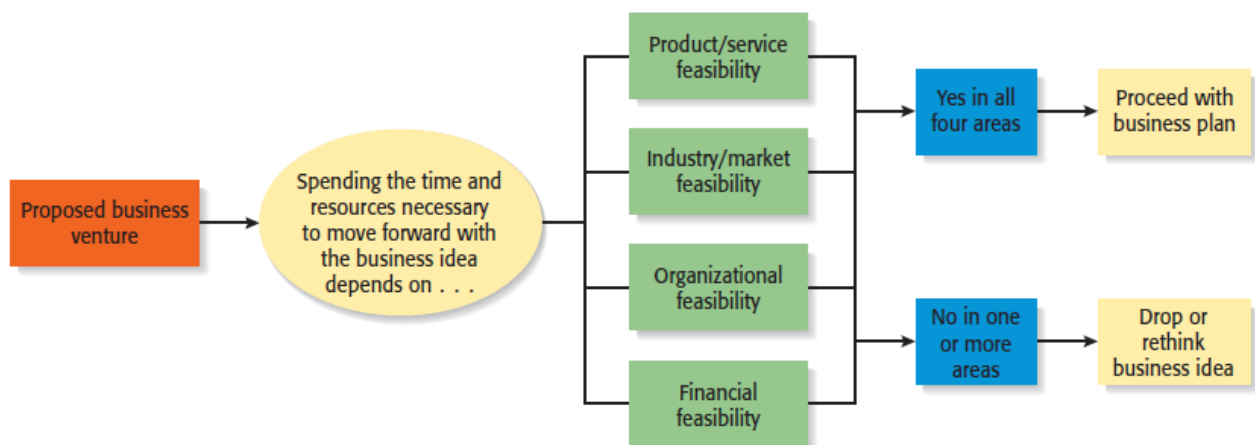 Proposed business
venture
Spending the time and
resources necessary
to move forward with
the business idea
depends on . . .
Product/service
feasibility
Industry/market
feasibility
Organizational
feasibility
Financial
feasibility
Yes in all
four areas
Proceed with
business plan
No in one
or more
areas
Drop or
rethink
business idea